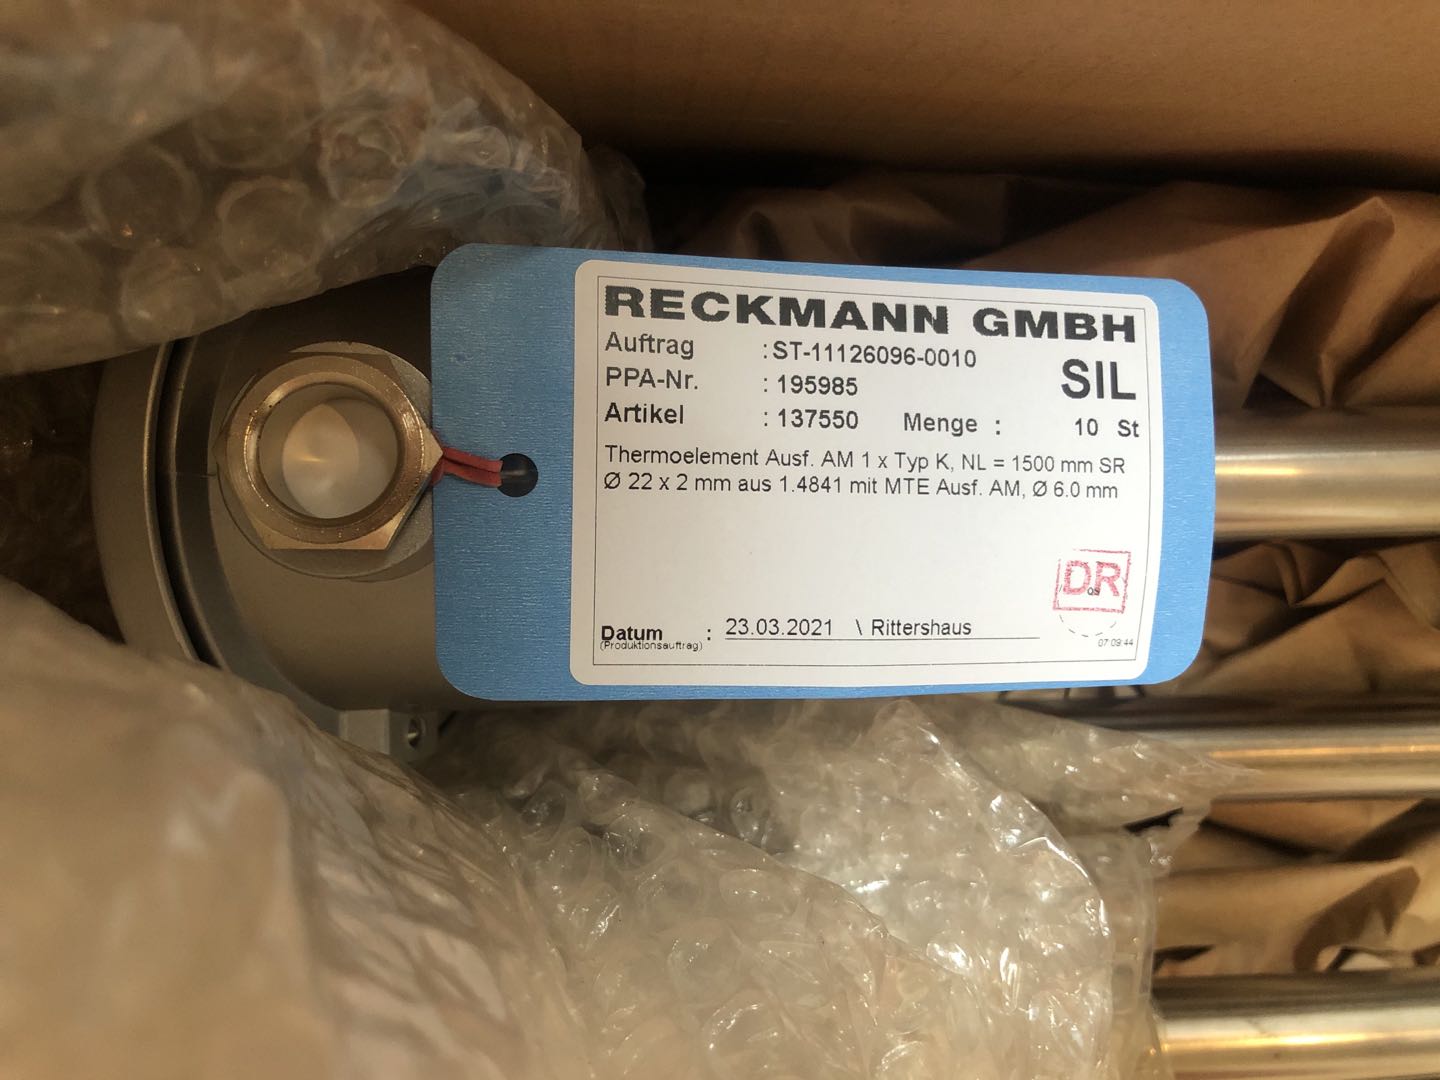 RECKMANN GMBH
Auftrag : ST-11126096-0010
SIL
PPA-Nr. : 195985
Artikel : 137550 Menge : 10 St
Thermoelement Ausf. AM 1 x Typ K, NL = 1500 mm SR
Ø 22 x 2 mm aus 1.4841 mit MTE Ausf. AM, Ø 6.0 mm
DR
QS
Datum : 23.03.2021 \ Rittershaus
(Produktionsauftrag)
07:09:44